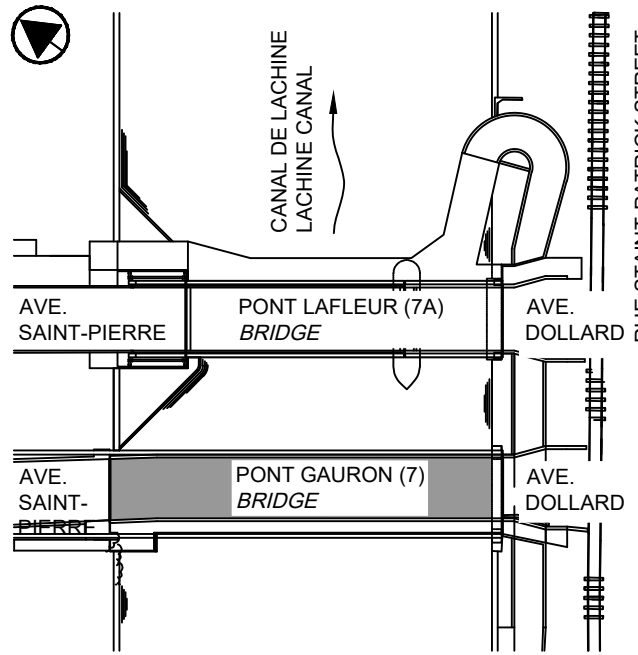 CANAL DE LACHINE
LACHINE CANAL
RUE SAINT-PATRICK STREET
AVE.
SAINT-PIERRE
PONT LAFLEUR (7A)
BRIDGE
AVE.
DOLLARD
AVE.
SAINT-
PIERRE
PONT GAURON (7)
BRIDGE
AVE.
DOLLARD